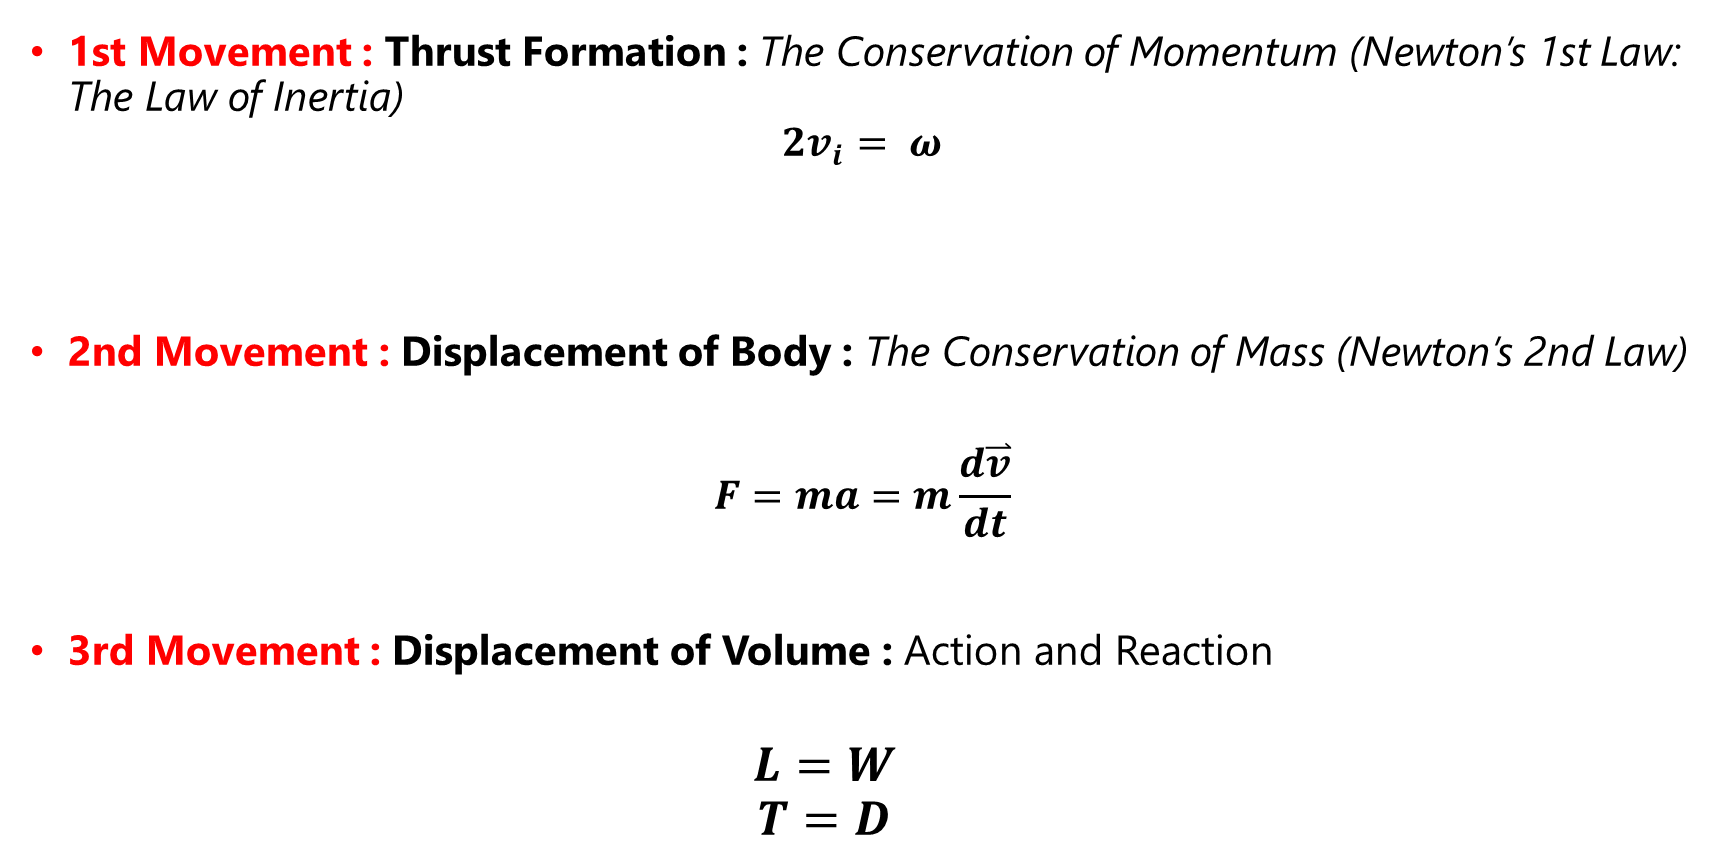 • 1st Movement : Thrust Formation : The Conservation of Momentum (Newton’s 1st Law:
The Law of Inertia)
2vᵢ = ω
• 2nd Movement : Displacement of Body : The Conservation of Mass (Newton’s 2nd Law)
F = ma = m dv⃗/dt
• 3rd Movement : Displacement of Volume : Action and Reaction
L = W
T = D